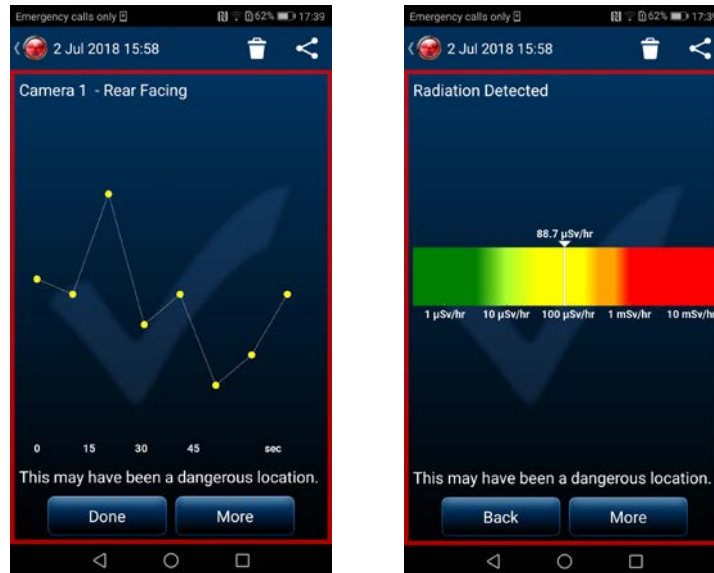 Emergency calls only 62% 17:39
2 Jul 2018 15:58
Camera 1 - Rear Facing
0 15 30 45 sec
This may have been a dangerous location.
Done More
Emergency calls only 62% 17:39
2 Jul 2018 15:58
Radiation Detected
88.7 µSv/hr
1 µSv/hr 10 µSv/hr 100 µSv/hr 1 mSv/hr 10 mSv/hr
This may have been a dangerous location.
Back More